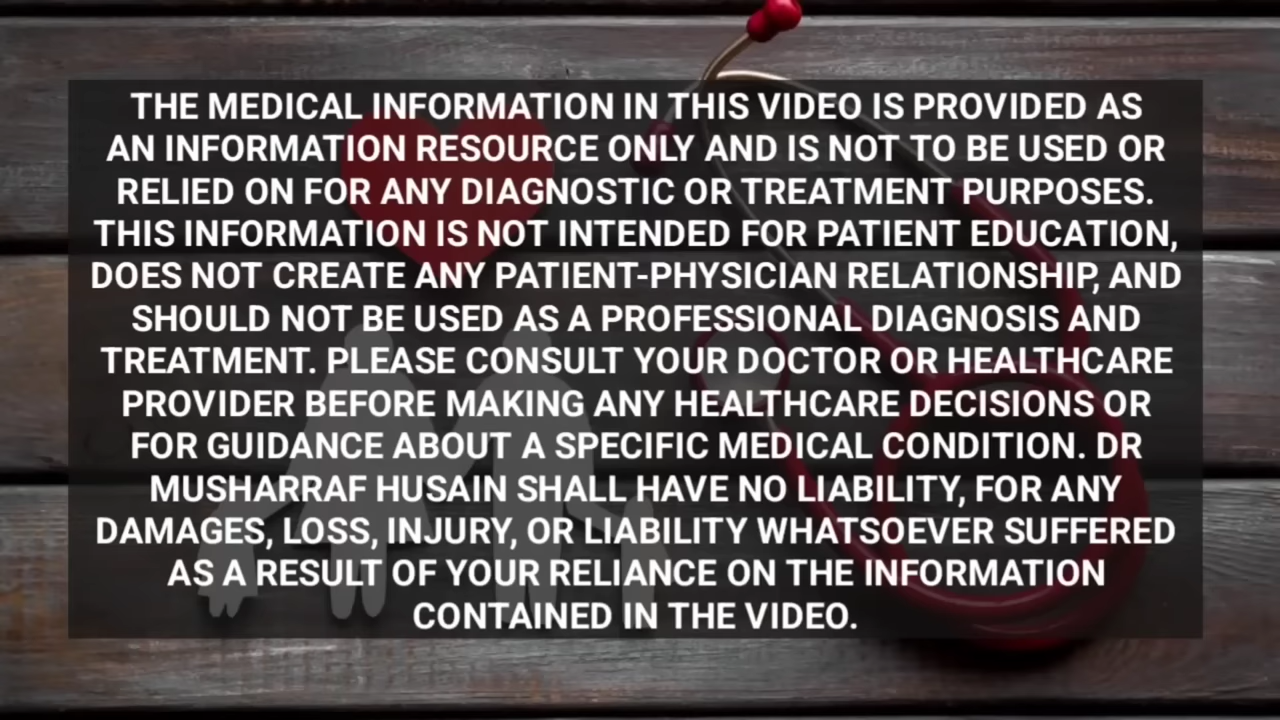 THE MEDICAL INFORMATION IN THIS VIDEO IS PROVIDED AS
AN INFORMATION RESOURCE ONLY AND IS NOT TO BE USED OR
RELIED ON FOR ANY DIAGNOSTIC OR TREATMENT PURPOSES.
THIS INFORMATION IS NOT INTENDED FOR PATIENT EDUCATION,
DOES NOT CREATE ANY PATIENT-PHYSICIAN RELATIONSHIP, AND
SHOULD NOT BE USED AS A PROFESSIONAL DIAGNOSIS AND
TREATMENT. PLEASE CONSULT YOUR DOCTOR OR HEALTHCARE
PROVIDER BEFORE MAKING ANY HEALTHCARE DECISIONS OR
FOR GUIDANCE ABOUT A SPECIFIC MEDICAL CONDITION. DR
MUSHARRAF HUSAIN SHALL HAVE NO LIABILITY, FOR ANY
DAMAGES, LOSS, INJURY, OR LIABILITY WHATSOEVER SUFFERED
AS A RESULT OF YOUR RELIANCE ON THE INFORMATION
CONTAINED IN THE VIDEO.